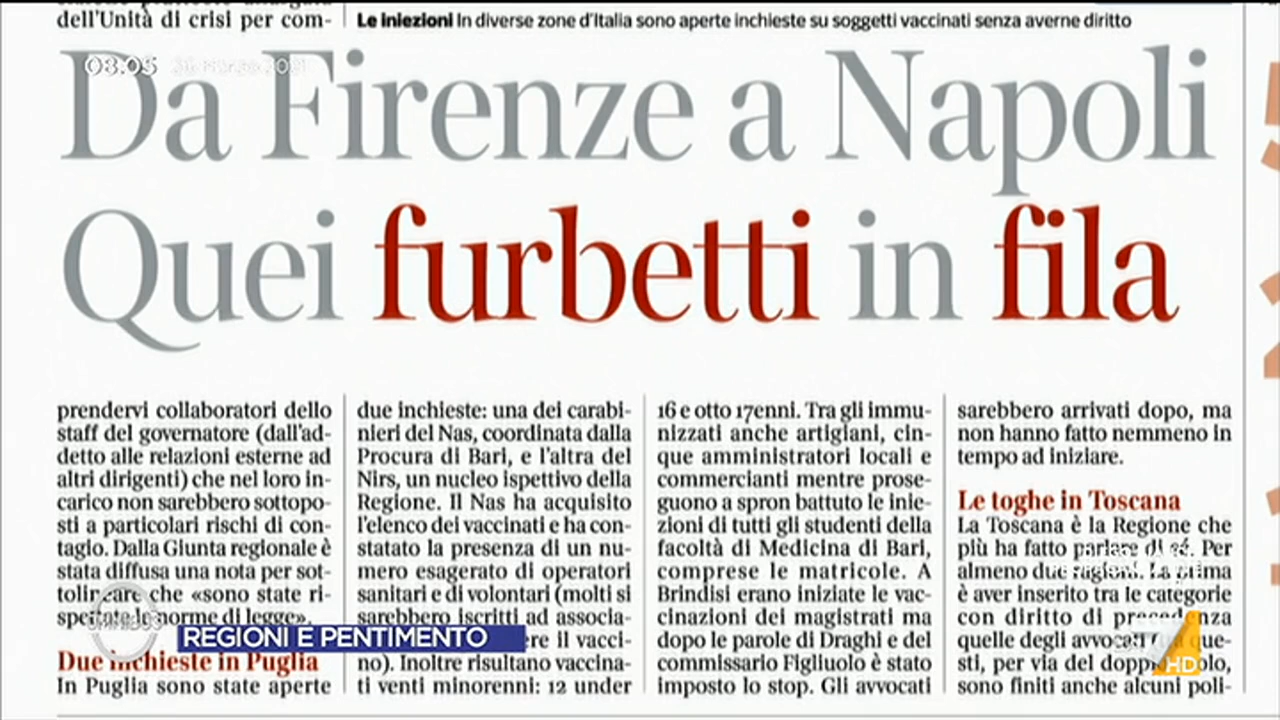 dell'Unità di crisi per com-
Le iniezioni In diverse zone d'Italia sono aperte inchieste su soggetti vaccinati senza averne diritto
08.05
Da Firenze a Napoli
Quei furbetti in fila
prendervi collaboratori dello
staff del governatore (dall'ad-
detto alle relazioni esterne ad
altri dirigenti) che nel loro in-
carico non sarebbero sottopo-
sti a particolari rischi di con-
tagio. Dalla Giunta regionale è
stata diffusa una nota per sot-
tolineare che «sono state ri-
spettate le norme di legge».
Due inchieste in Puglia
In Puglia sono state aperte
due inchieste: una dei carabi-
nieri del Nas, coordinata dalla
Procura di Bari, e l'altra del
Nirs, un nucleo ispettivo della
Regione. Il Nas ha acquisito
l'elenco dei vaccinati e ha con-
statato la presenza di un nu-
mero esagerato di operatori
sanitari e di volontari (molti si
sarebbero iscritti ad associa-
ere il vacci-
no). Inoltre risultano vaccina-
ti venti minorenni: 12 under
16 e otto 17enni. Tra gli immu-
nizzati anche artigiani, cin-
que amministratori locali e
commercianti mentre prose-
guono a spron battuto le inie-
zioni di tutti gli studenti della
facoltà di Medicina di Bari,
comprese le matricole. A
Brindisi erano iniziate le vac-
cinazioni dei magistrati ma
dopo le parole di Draghi e del
commissario Figliuolo è stato
imposto lo stop. Gli avvocati
sarebbero arrivati dopo, ma
non hanno fatto nemmeno in
tempo ad iniziare.
Le toghe in Toscana
La Toscana è la Regione che
più ha fatto parlare di sé. Per
almeno due ragioni. La prima
è aver inserito tra le categorie
con diritto di precedenza
quelle degli avvocati que-
sti, per via del doppio
sono finiti anche alcuni poli-
REGIONI E PENTIMENTO
HD